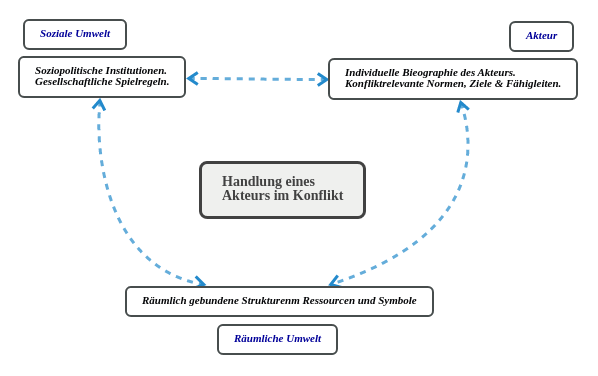 Soziale Umwelt
Akteur
Soziopolitische Institutionen.
Gesellschaftliche Spielregeln.
Individuelle Bieographie des Akteurs.
Konfliktrelevante Normen, Ziele & Fähigleiten.
Handlung eines
Akteurs im Konflikt
Räumlich gebundene Strukturenm Ressourcen und Symbole
Räumliche Umwelt